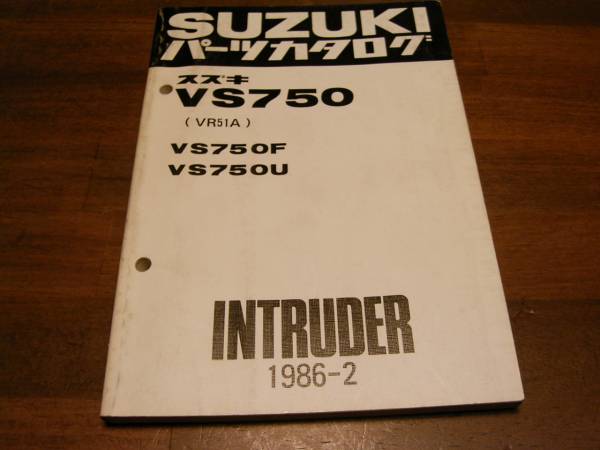 SUZUKI
パーツカタログ
スズキ
VS750
(VR51A)
VS750F
VS750U
INTRUDER
1986-2